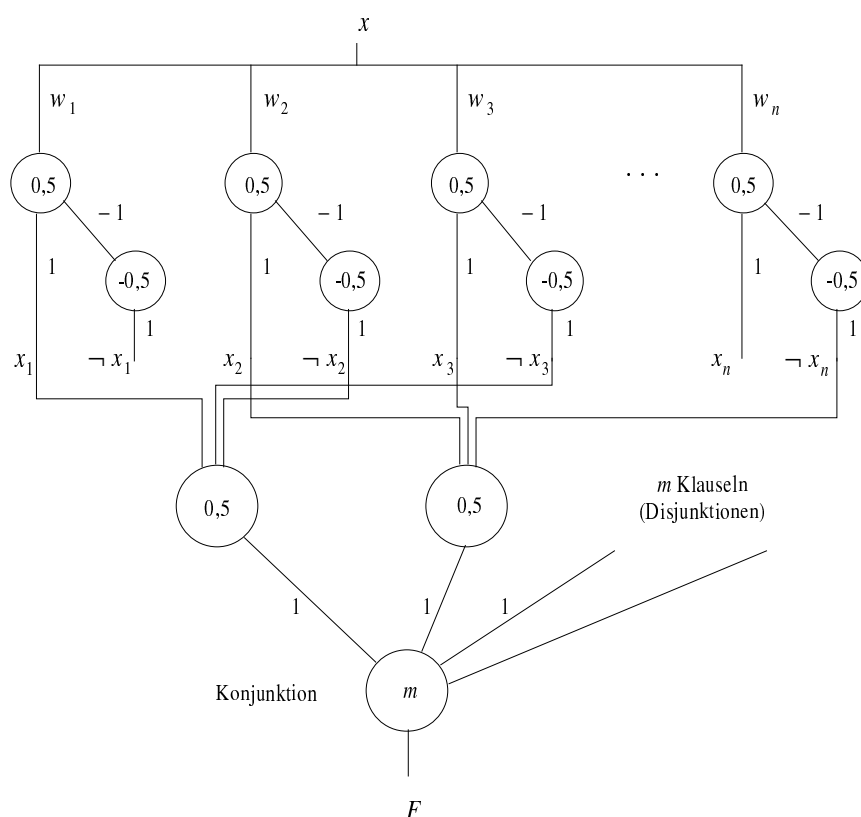 x
w1 w2 w3 wn
0,5 0,5 0,5 . . . 0,5
– 1 – 1 – 1 – 1
1 -0,5 1 -0,5 1 -0,5 1 -0,5
1 1 1 1
x1 ¬ x1 x2 ¬ x2 x3 ¬ x3 xn ¬ xn
0,5 0,5
m Klauseln
(Disjunktionen)
1 1 1
Konjunktion m
F